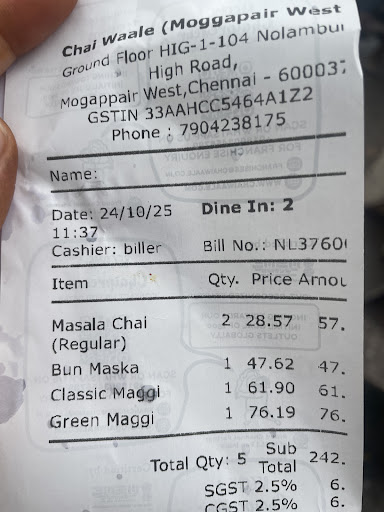 Chai Waale (Moggapair West
Ground Floor HIG-1-104 Nolambur
High Road,
Mogappair West,Chennai - 600037
GSTIN 33AAHCC5464A1Z2
Phone : 7904238175
Name:
Date: 24/10/25 Dine In: 2
11:37
Cashier: biller Bill No.: NL3760
Item Qty. Price Amou
Masala Chai 2 28.57 57.
(Regular)
Bun Maska 1 47.62 47.
Classic Maggi 1 61.90 61.
Green Maggi 1 76.19 76.
Total Qty: 5 Sub Total 242.
SGST 2.5% 6.
CGST 2.5% 6.